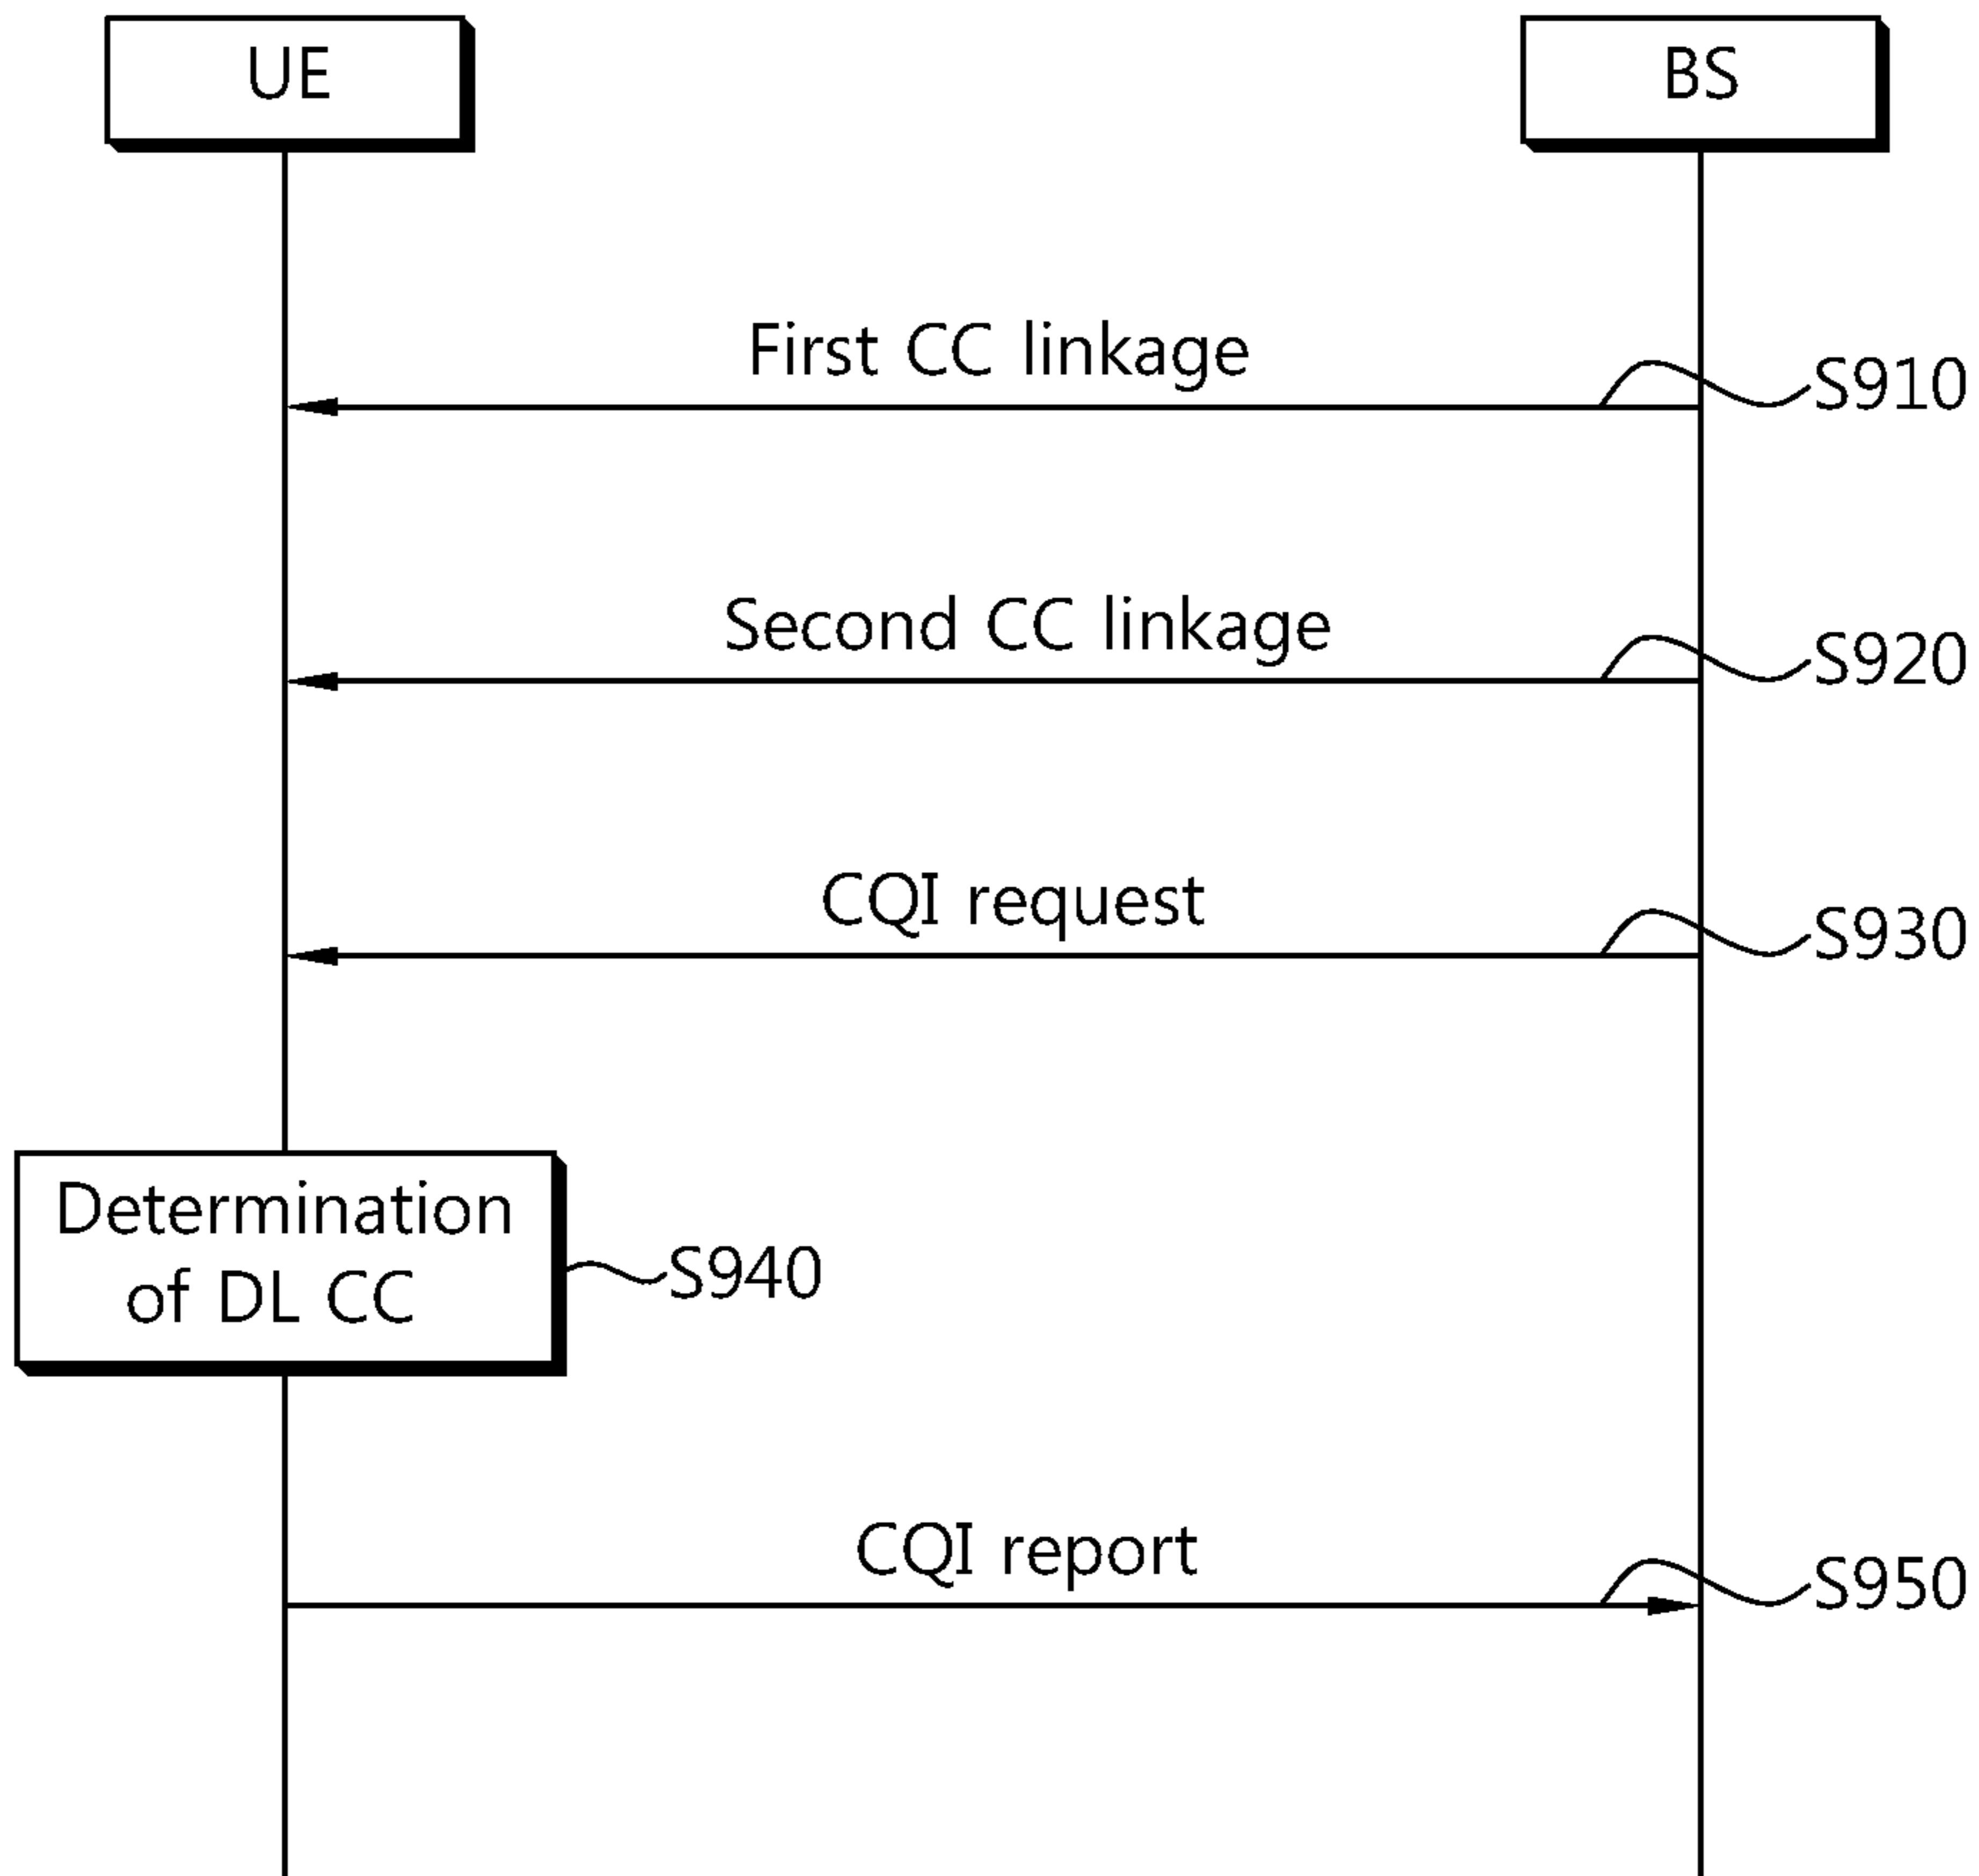 UE
BS
First CC linkage
S910
Second CC linkage
S920
CQI request
S930
Determination
of DL CC
S940
CQI report
S950